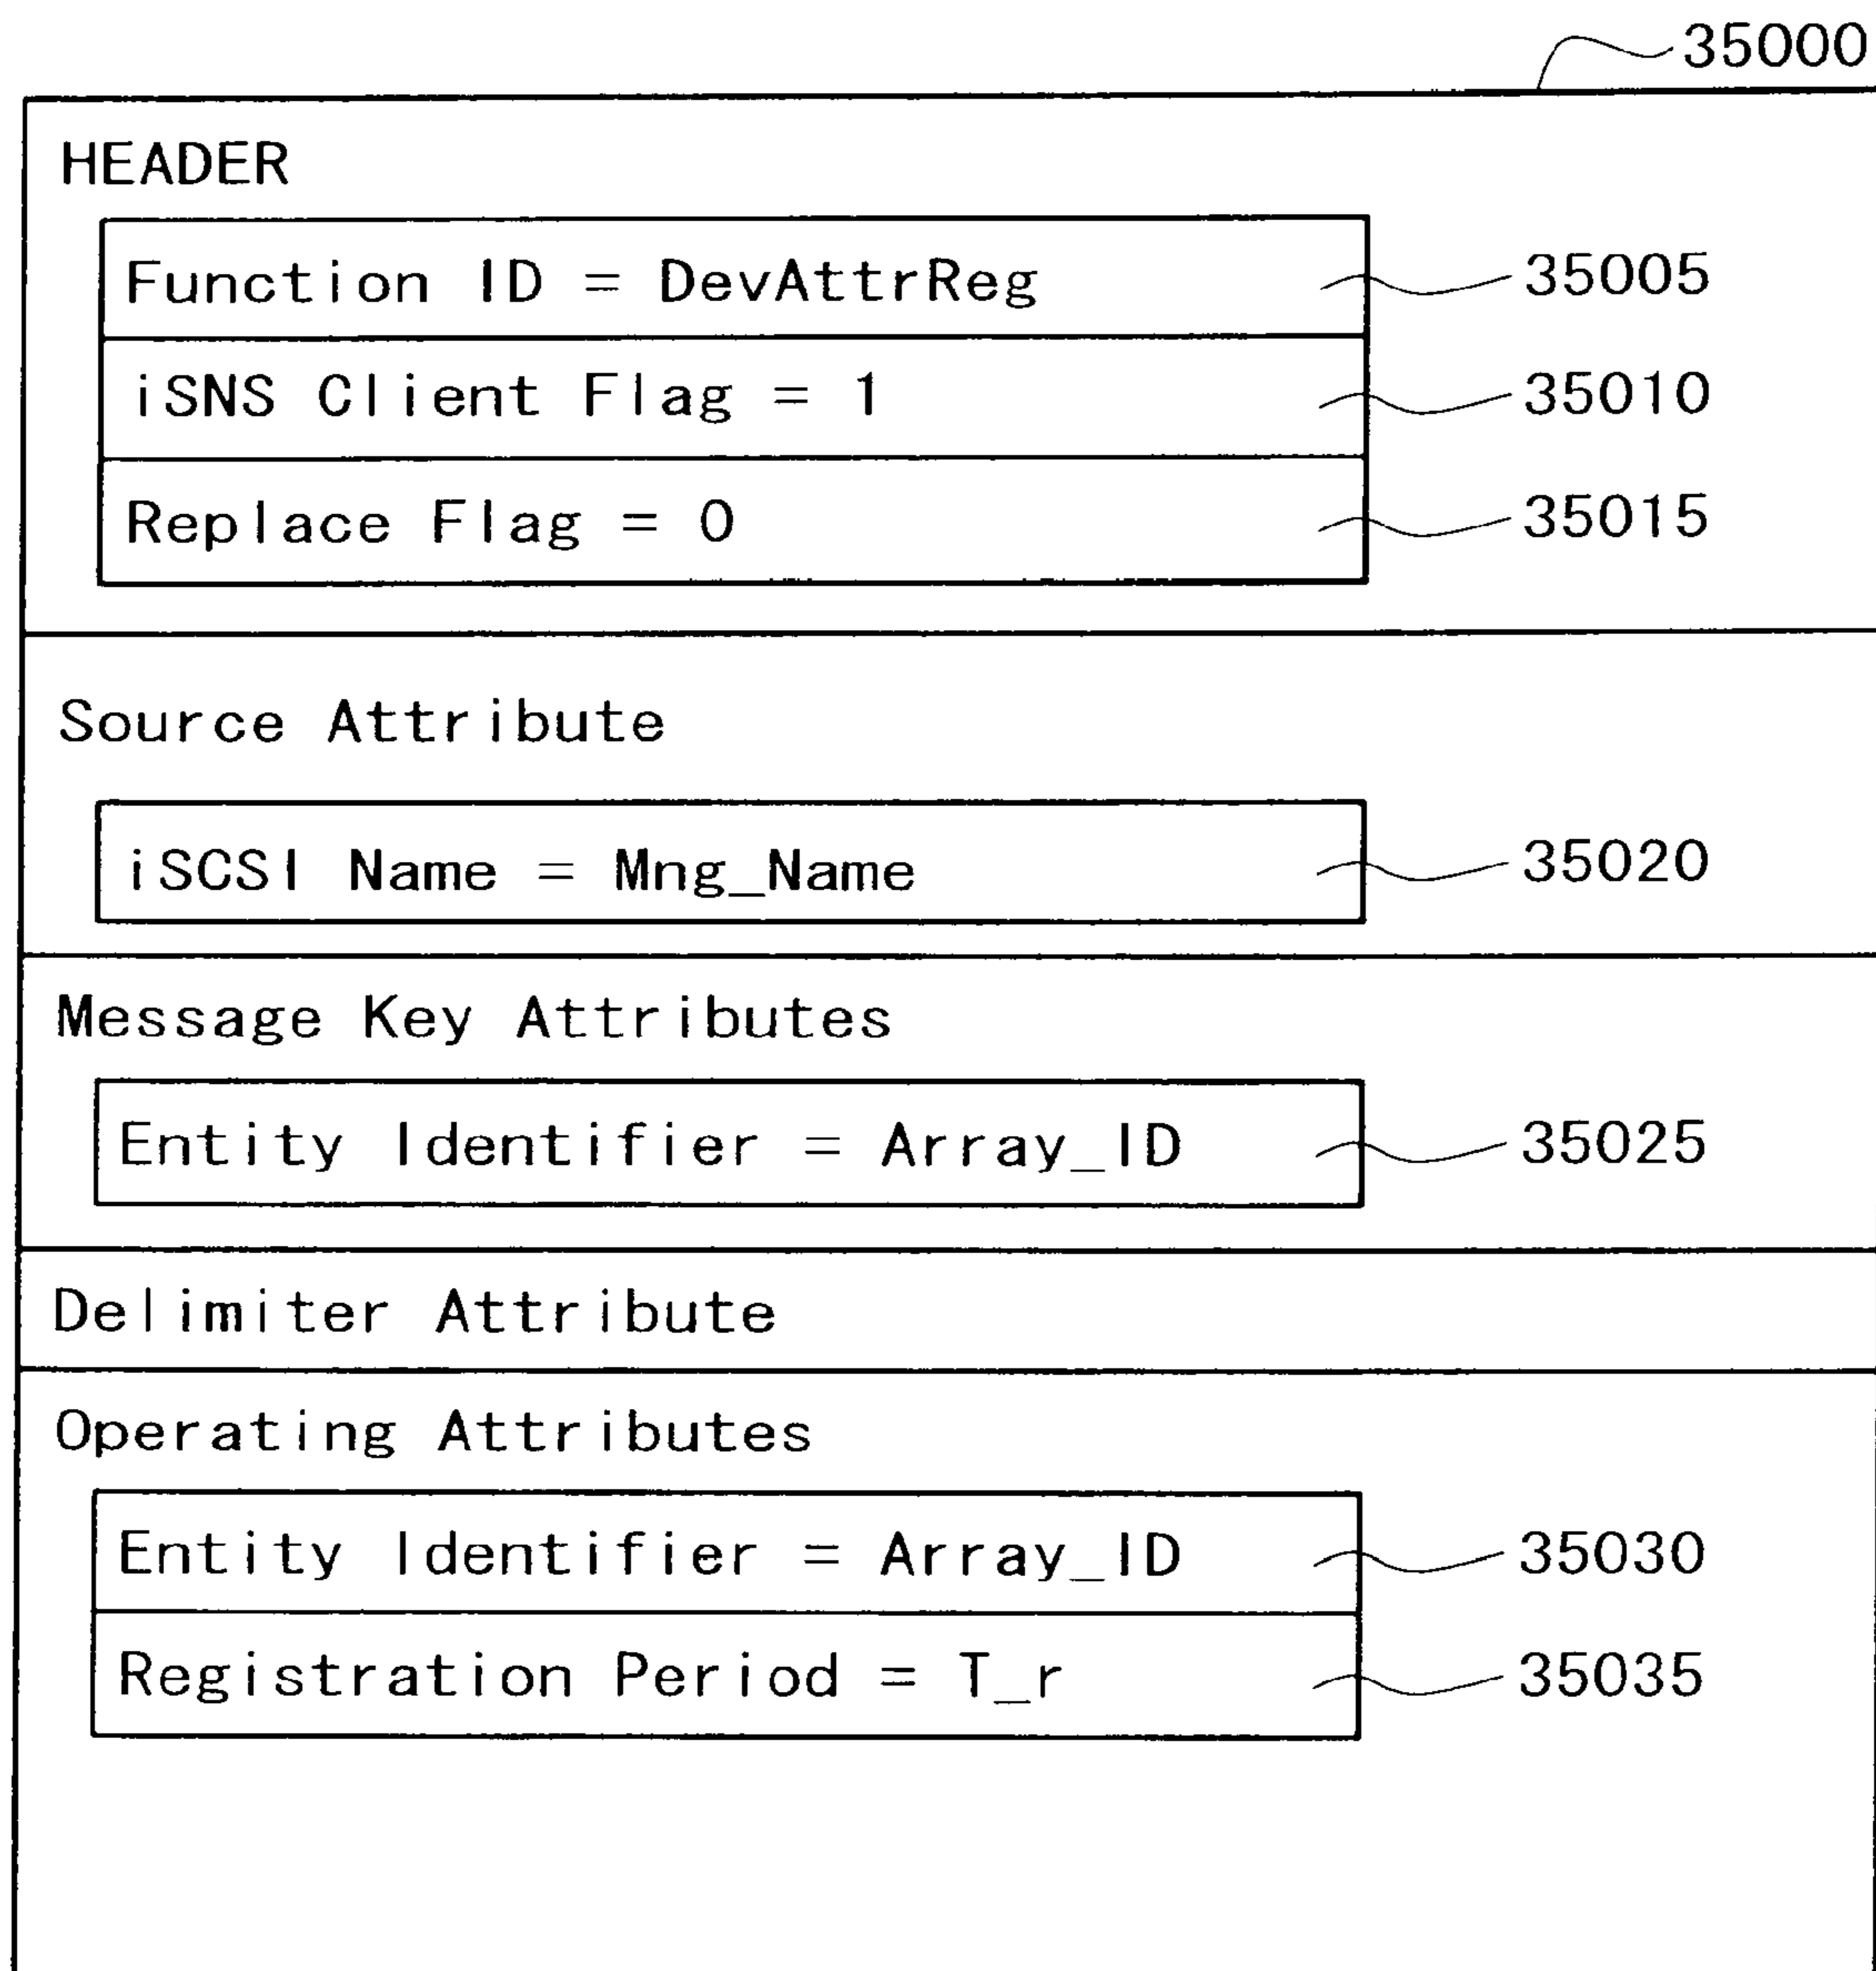 35000
HEADER
Function ID = DevAttrReg 35005
iSNS Client Flag = 1 35010
Replace Flag = 0 35015
Source Attribute
iSCSI Name = Mng_Name 35020
Message Key Attributes
Entity Identifier = Array_ID 35025
Delimiter Attribute
Operating Attributes
Entity Identifier = Array_ID 35030
Registration Period = T_r 35035